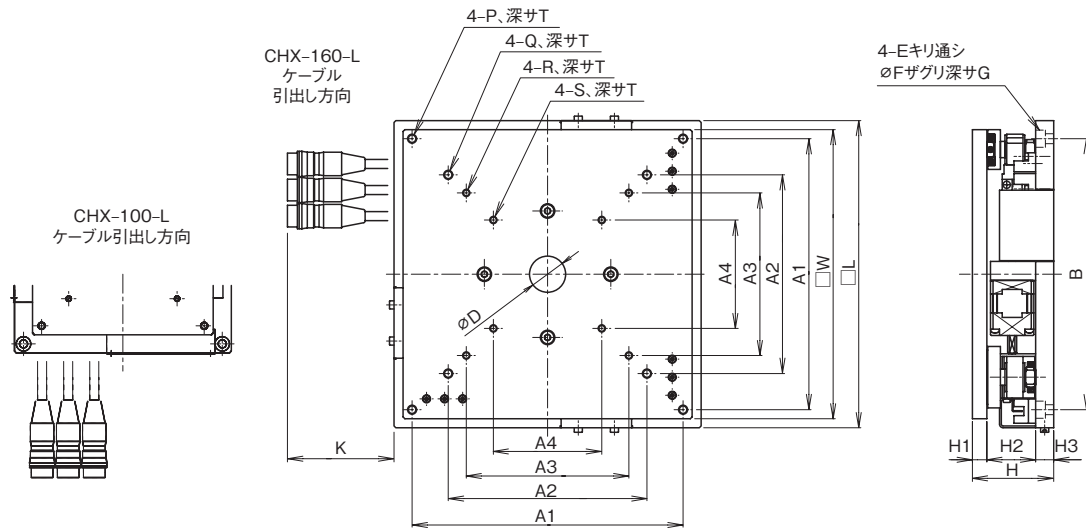 4-P、深サT
4-Q、深サT
4-R、深サT
4-S、深サT
CHX-160-L
ケーブル
引出し方向
4-Eキリ通シ
⌀Fザグリ深サG
CHX-100-L
ケーブル引出し方向
⌀D
A4
A3
A2
A1
□W
□L
B
K
A4
A3
A2
A1
H1
H2
H3
H